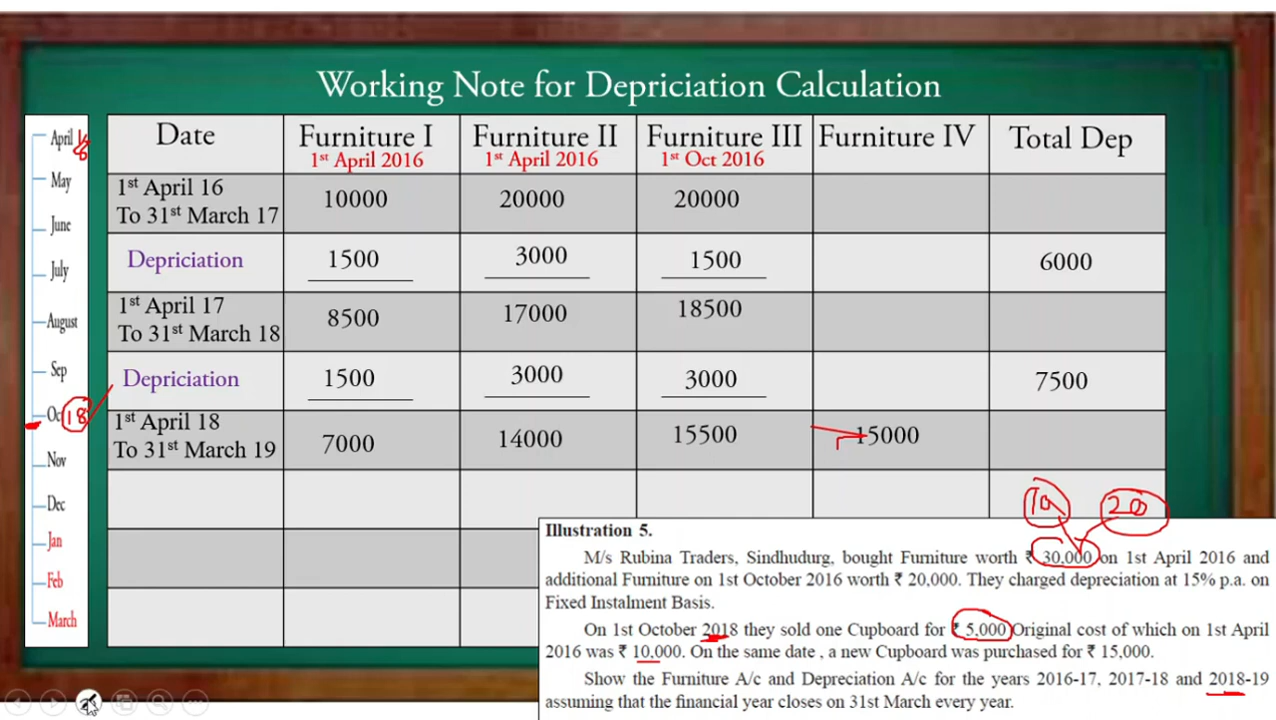 Working Note for Depriciation Calculation
April 18
May
June
July
August
Sep
Oct 18
Nov
Dec
Jan
Feb
March
Date Furniture I Furniture II Furniture III Furniture IV Total Dep
1st April 2016 1st April 2016 1st Oct 2016
1st April 16
To 31st March 17 10000 20000 20000
Depriciation 1500 3000 1500 6000
1st April 17
To 31st March 18 8500 17000 18500
Depriciation 1500 3000 3000 7500
1st April 18
To 31st March 19 7000 14000 15500 15000
Illustration 5.
M/s Rubina Traders, Sindhudurg, bought Furniture worth ₹ 30,000 on 1st April 2016 and
additional Furniture on 1st October 2016 worth ₹ 20,000. They charged depreciation at 15% p.a. on
Fixed Instalment Basis.
On 1st October 2018 they sold one Cupboard for ₹ 5,000 Original cost of which on 1st April
2016 was ₹ 10,000. On the same date , a new Cupboard was purchased for ₹ 15,000.
Show the Furniture A/c and Depreciation A/c for the years 2016-17, 2017-18 and 2018-19
assuming that the financial year closes on 31st March every year.